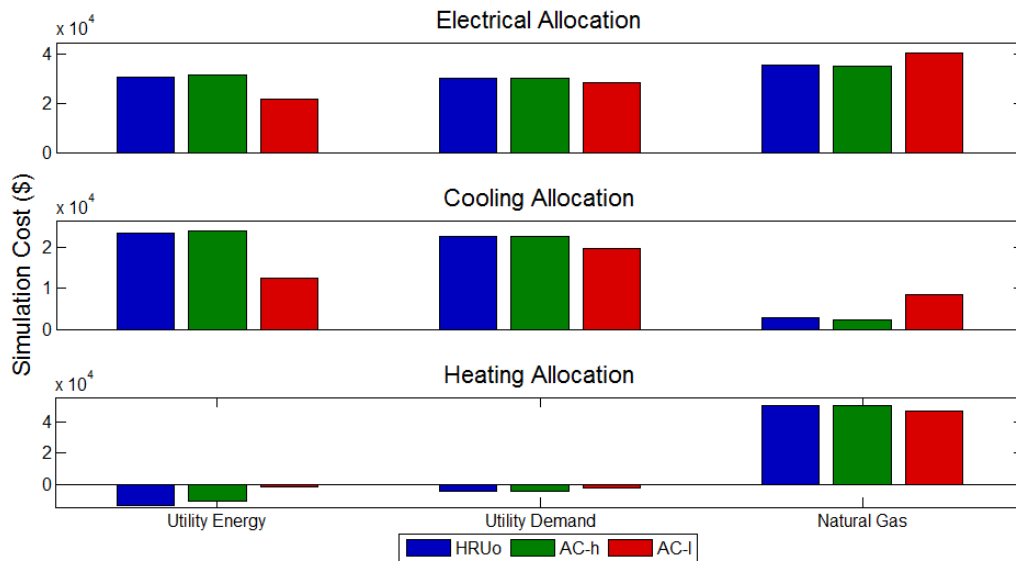 Electrical Allocation
x 10^4
4
2
0
Cooling Allocation
x 10^4
2
1
0
Heating Allocation
x 10^4
4
2
0
Simulation Cost ($)
Utility Energy Utility Demand Natural Gas
HRUo AC-h AC-l